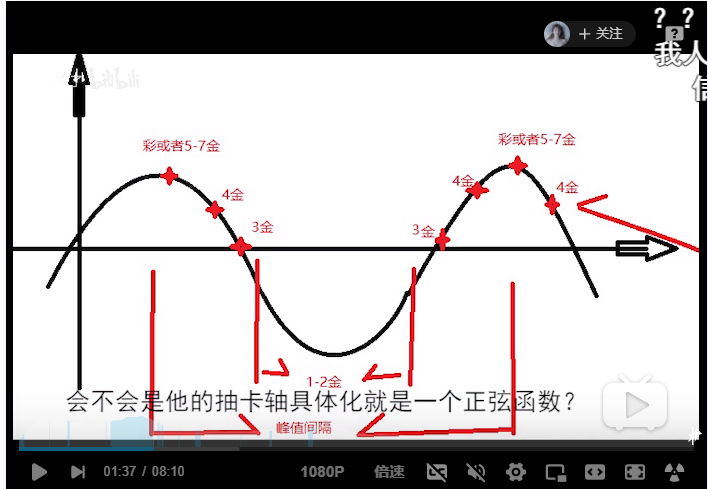 + 关注
? ?
?
我人
信
bilibili
彩或者5-7金
彩或者5-7金
4金
4金
4金
3金
3金
1-2金
会不会是他的抽卡轴具体化就是一个正弦函数?
峰值间隔
01:37 / 08:10
1080P
倍速